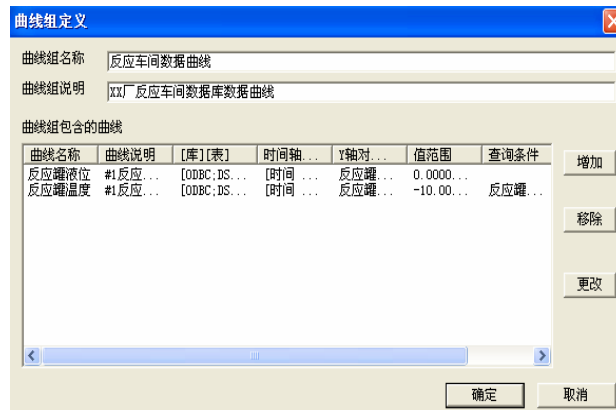 曲线组定义
曲线组名称 反应车间数据曲线
曲线组说明 XX厂反应车间数据库数据曲线
曲线组包含的曲线
曲线名称 曲线说明 [库][表] 时间轴... Y轴对... 值范围 查询条件
反应罐液位 #1反应... [ODBC;DS... [时间 ... 反应罐... 0.0000...
反应罐温度 #1反应... [ODBC;DS... [时间 ... 反应罐... -10.00... 反应罐...
增加
移除
更改
确定 取消